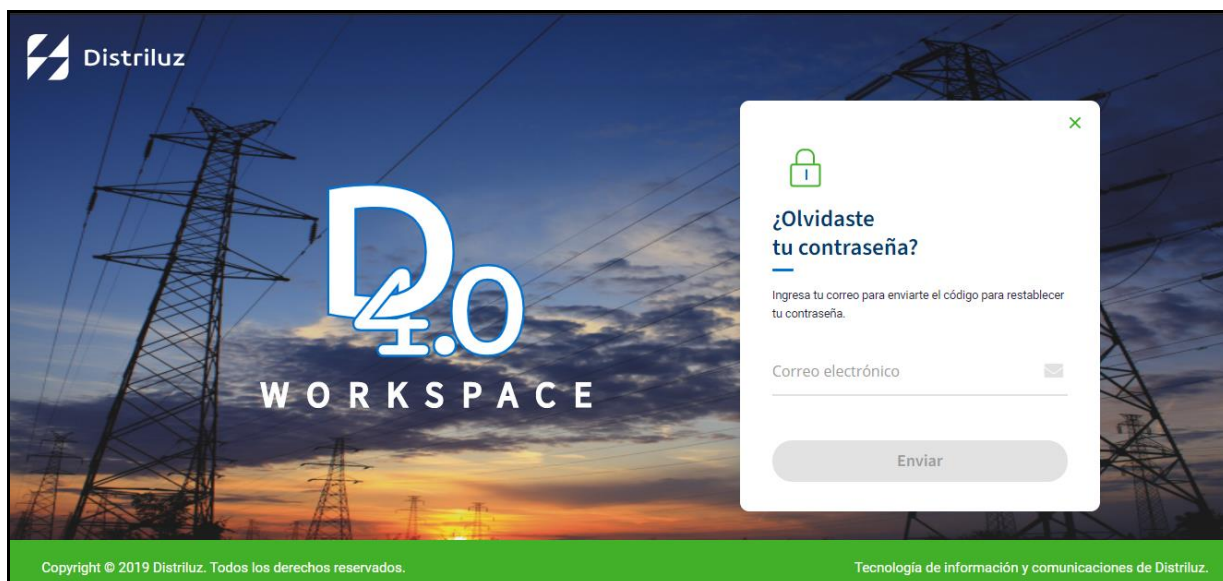 Distriluz
D4.0
WORKSPACE
¿Olvidaste
tu contraseña?
Ingresa tu correo para enviarte el código para restablecer
tu contraseña.
Correo electrónico
Enviar
Copyright © 2019 Distriluz. Todos los derechos reservados.
Tecnología de información y comunicaciones de Distriluz.